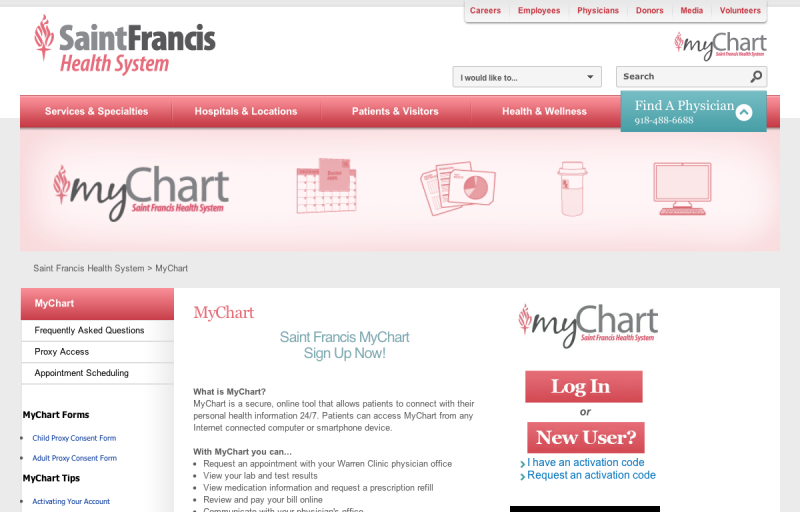 Careers Employees Physicians Donors Media Volunteers
SaintFrancis
Health System
myChart
Saint Francis Health System
I would like to...
Search
Services & Specialties
Hospitals & Locations
Patients & Visitors
Health & Wellness
Find A Physician
918-488-6688
myChart
Saint Francis Health System
Saint Francis Health System > MyChart
MyChart
Frequently Asked Questions
Proxy Access
Appointment Scheduling
MyChart Forms
Child Proxy Consent Form
Adult Proxy Consent Form
MyChart Tips
Activating Your Account
MyChart
Saint Francis MyChart
Sign Up Now!
What is MyChart?
MyChart is a secure, online tool that allows patients to connect with their
personal health information 24/7. Patients can access MyChart from any
Internet connected computer or smartphone device.
With MyChart you can...
Request an appointment with your Warren Clinic physician office
View your lab and test results
View medication information and request a prescription refill
Review and pay your bill online
Communicate with your physician's office
myChart
Saint Francis Health System
Log In
or
New User?
I have an activation code
Request an activation code